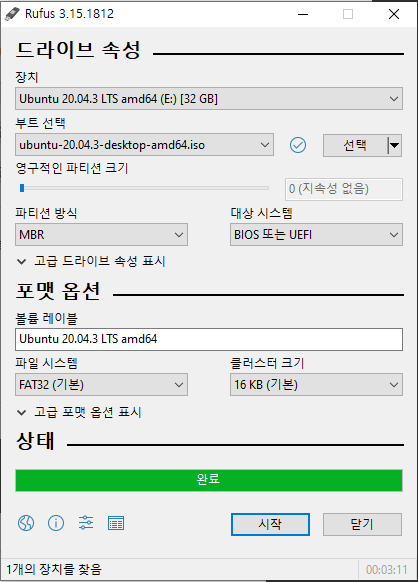 Rufus 3.15.1812
드라이브 속성
장치
Ubuntu 20.04.3 LTS amd64 (E:) [32 GB]
부트 선택
ubuntu-20.04.3-desktop-amd64.iso
선택
영구적인 파티션 크기
0 (지속성 없음)
파티션 방식
대상 시스템
MBR
BIOS 또는 UEFI
고급 드라이브 속성 표시
포맷 옵션
볼륨 레이블
Ubuntu 20.04.3 LTS amd64
파일 시스템
클러스터 크기
FAT32 (기본)
16 KB (기본)
고급 포맷 옵션 표시
상태
완료
시작
닫기
1개의 장치를 찾음
00:03:11